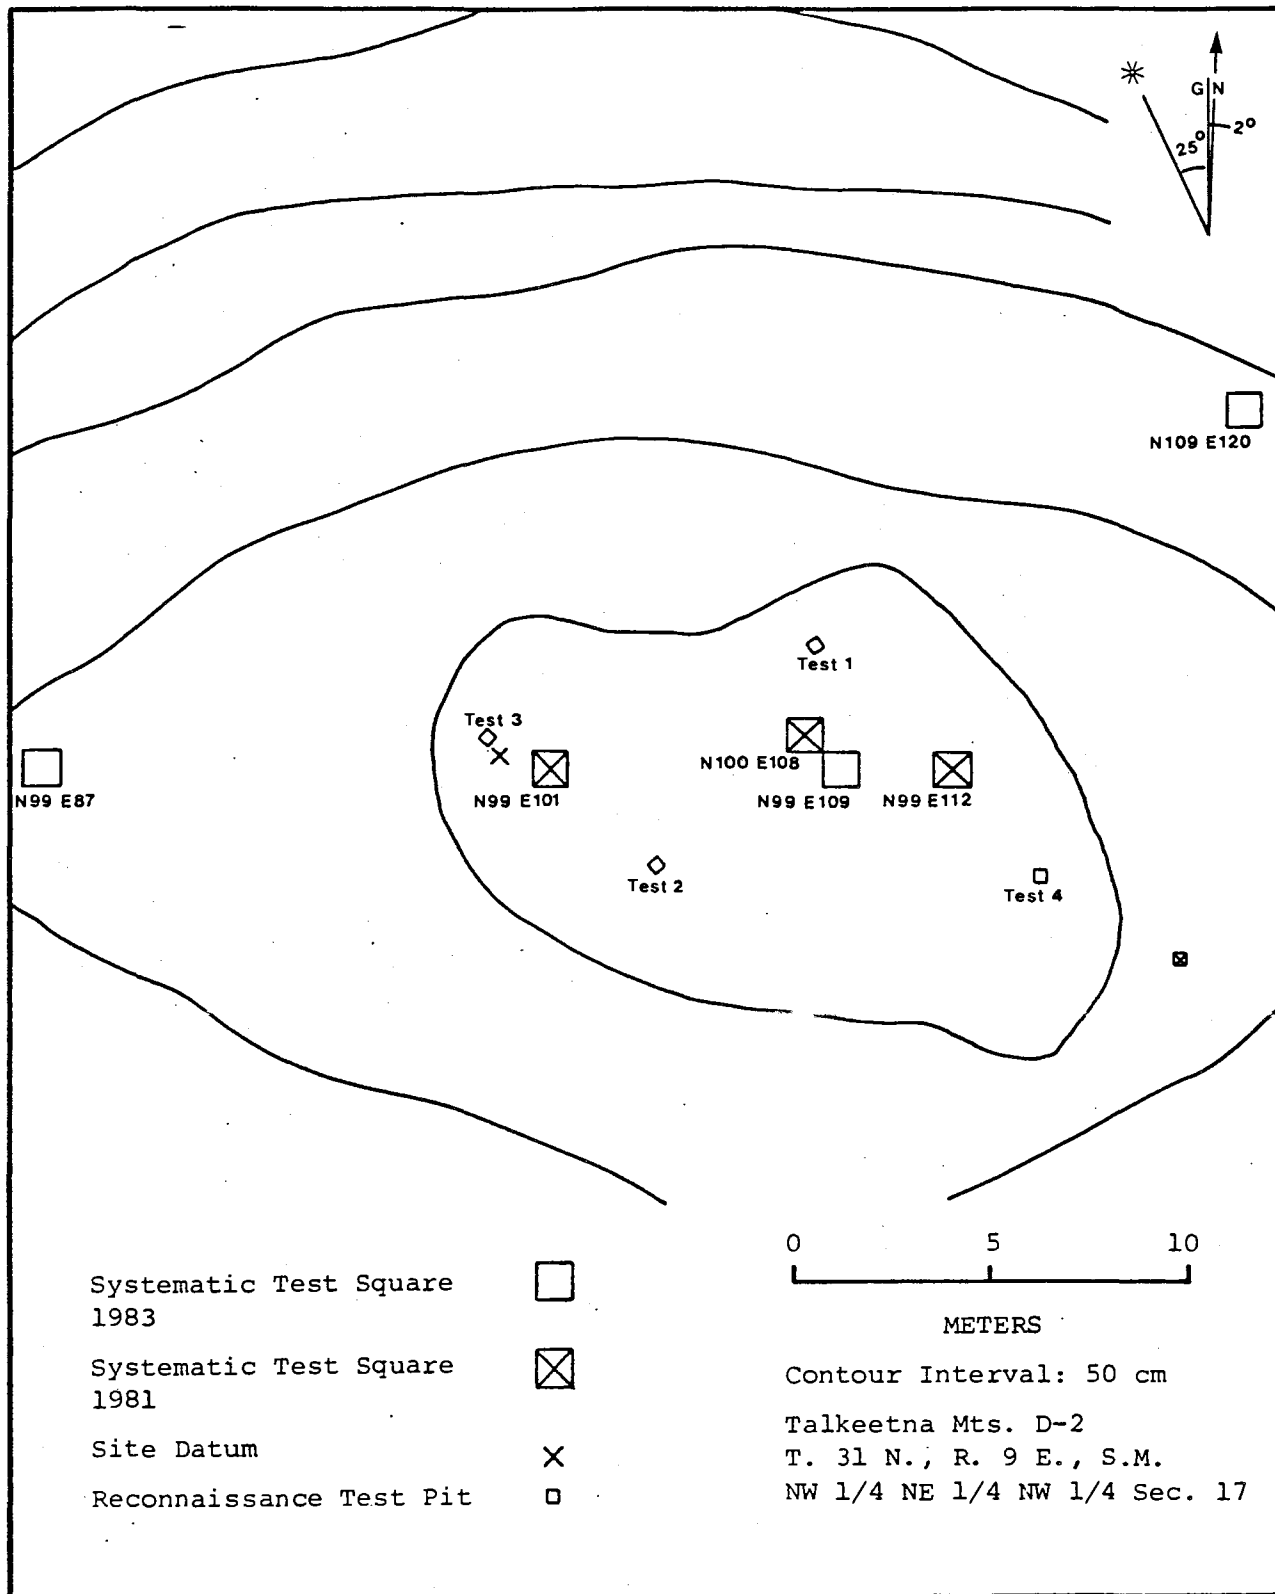 G N
2°
25°
N109 E120
Test 1
Test 3
N100 E108
N99 E87
N99 E101
N99 E109
N99 E112
Test 2
Test 4
0 5 10
METERS
Systematic Test Square
1983
Systematic Test Square
1981
Site Datum
Reconnaissance Test Pit
Contour Interval: 50 cm
Talkeetna Mts. D-2
T. 31 N., R. 9 E., S.M.
NW 1/4 NE 1/4 NW 1/4 Sec. 17